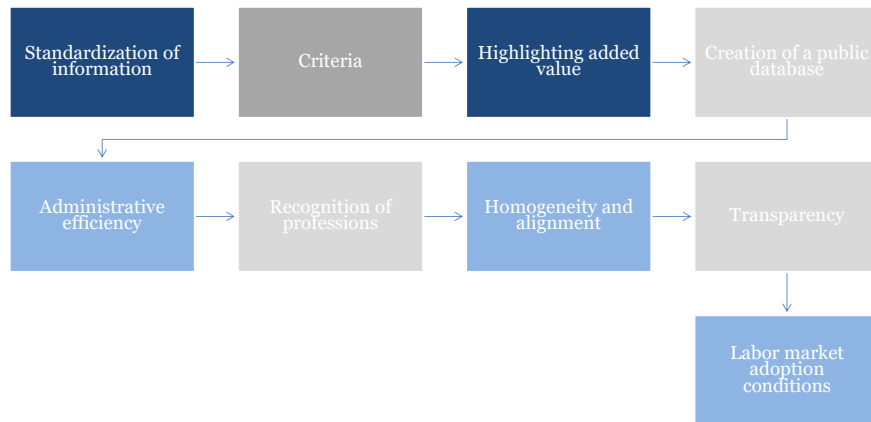 Standardization of
information
Criteria
Highlighting added
value
Creation of a public
database
Administrative
efficiency
Recognition of
professions
Homogeneity and
alignment
Transparency
Labor market
adoption
conditions